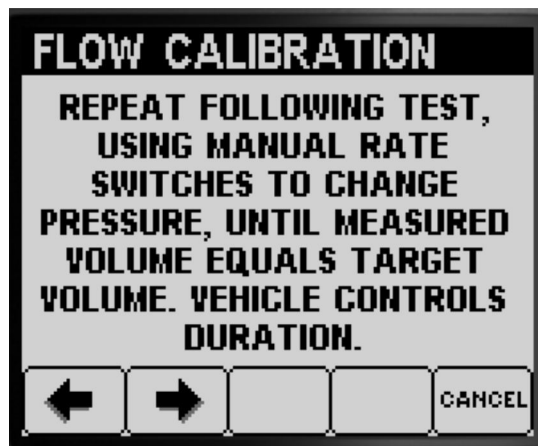 FLOW CALIBRATION
REPEAT FOLLOWING TEST,
USING MANUAL RATE
SWITCHES TO CHANGE
PRESSURE, UNTIL MEASURED
VOLUME EQUALS TARGET
VOLUME. VEHICLE CONTROLS
DURATION.
CANCEL